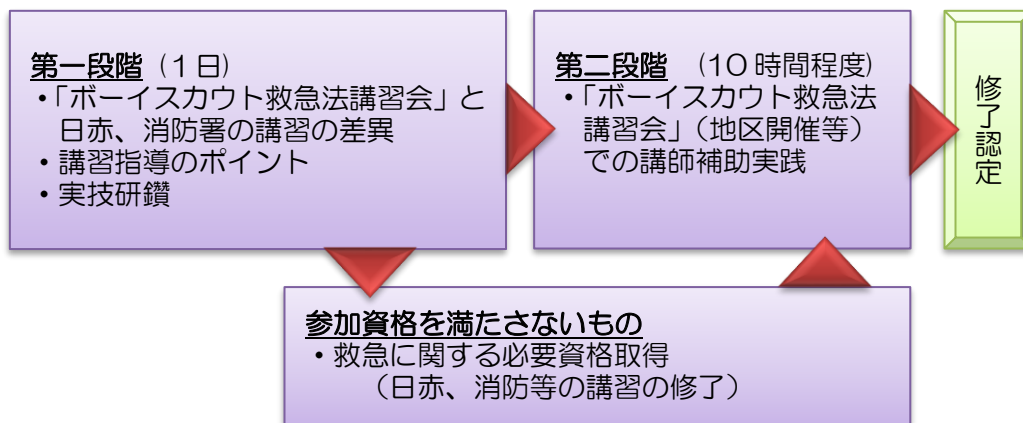 第一段階（１日）
・「ボーイスカウト救急法講習会」と
日赤、消防署の講習の差異
・講習指導のポイント
・実技研鑽
第二段階　（10時間程度）
・「ボーイスカウト救急法
講習会」（地区開催等）
での講師補助実践
修了認定
参加資格を満たさないもの
・救急に関する必要資格取得
（日赤、消防等の講習の修了）